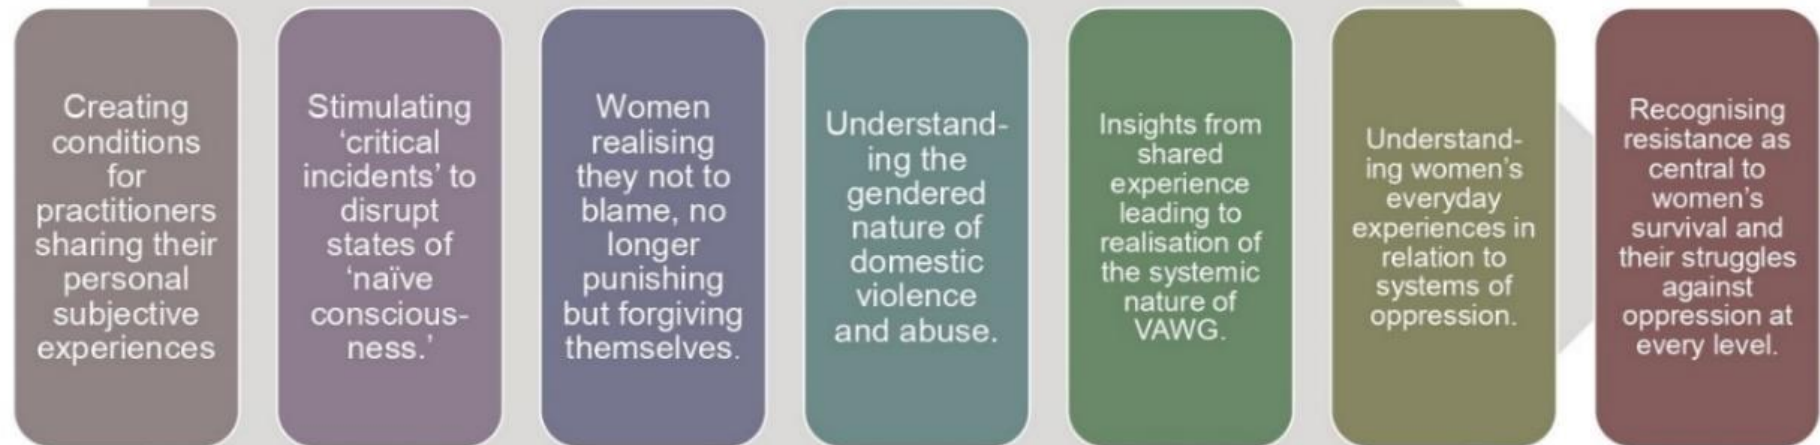 Creating
conditions
for
practitioners
sharing their
personal
subjective
experiences
Stimulating
‘critical
incidents’ to
disrupt
states of
‘naïve
conscious-
ness.’
Women
realising
they not to
blame, no
longer
punishing
but forgiving
themselves.
Understand-
ing the
gendered
nature of
domestic
violence
and abuse.
Insights from
shared
experience
leading to
realisation of
the systemic
nature of
VAWG.
Understand-
ing women’s
everyday
experiences in
relation to
systems of
oppression.
Recognising
resistance as
central to
women’s
survival and
their struggles
against
oppression at
every level.